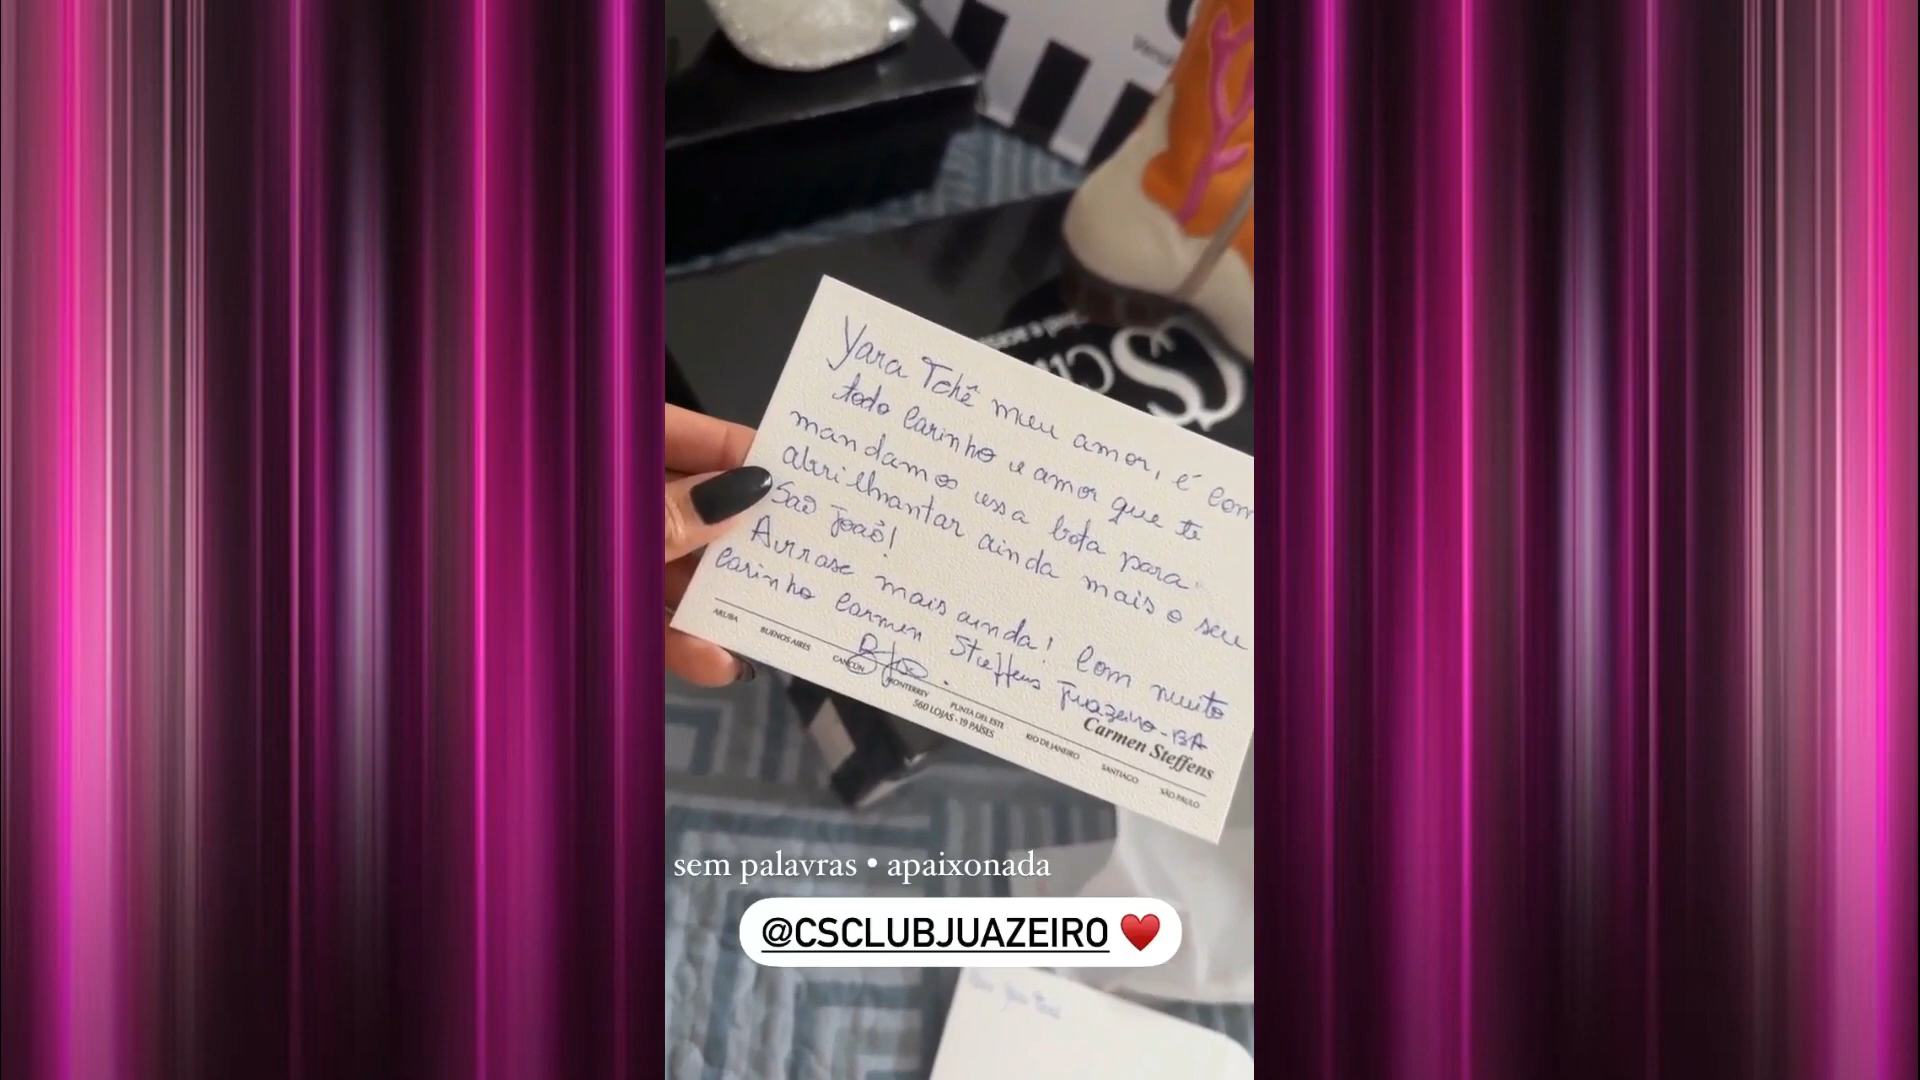 Yara Tchê meu amor, é com
todo carinho e amor que te
mandamos essa bota para
abrilhantar ainda mais o seu
São João!
Arrase mais ainda! Com muito
carinho Carmen Steffens Juazeiro-BA
Bjo.
Carmen Steffens
ARUBA BUENOS AIRES CANCÚN MONTERREY PUNTA DEL ESTE RIO DE JANEIRO SANTIAGO SÃO PAULO
560 LOJAS - 19 PAÍSES
sem palavras • apaixonada
@CSCLUBJUAZEIRO ♥